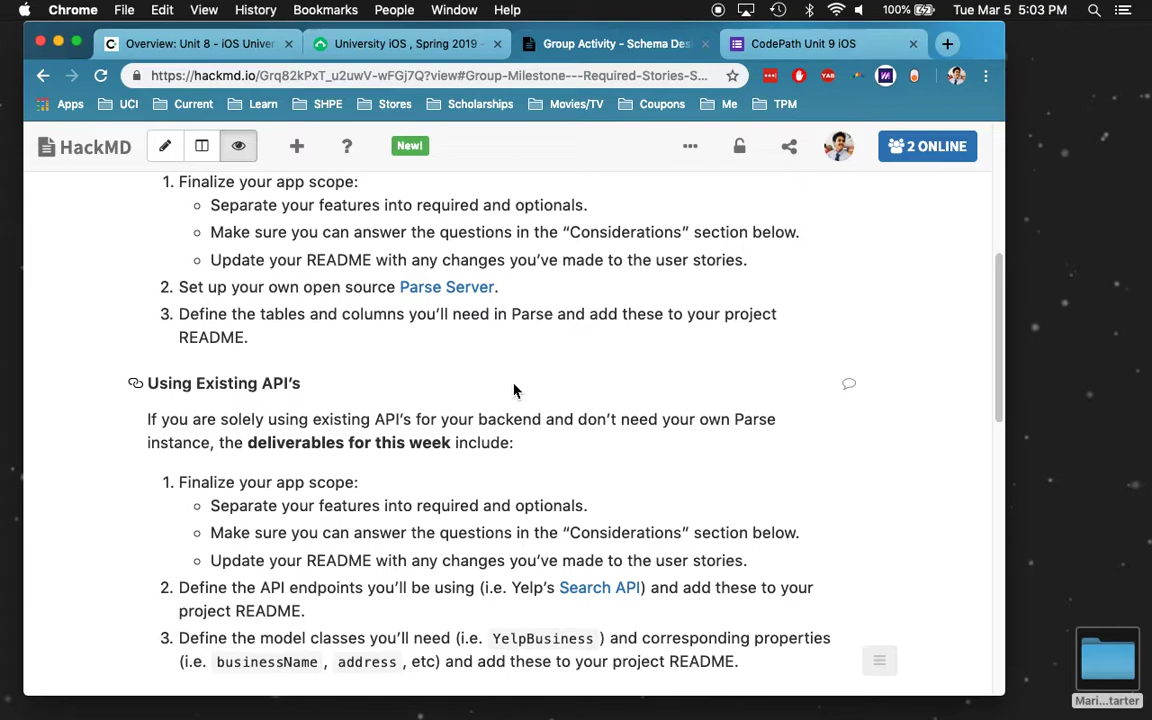 Chrome File Edit View History Bookmarks People Window Help 100% Tue Mar 5 5:03 PM
Overview: Unit 8 - iOS Univer
University iOS , Spring 2019 -
Group Activity - Schema Des
CodePath Unit 9 iOS
https://hackmd.io/Grq82kPxT_u2uwV-wFGj7Q?view#Group-Milestone---Required-Stories-S...
Apps UCI Current Learn SHPE Stores Scholarships Movies/TV Coupons Me TPM
HackMD New! 2 ONLINE
1. Finalize your app scope:
Separate your features into required and optionals.
Make sure you can answer the questions in the “Considerations” section below.
Update your README with any changes you’ve made to the user stories.
2. Set up your own open source Parse Server.
3. Define the tables and columns you’ll need in Parse and add these to your project
README.
Using Existing API’s
If you are solely using existing API’s for your backend and don’t need your own Parse
instance, the deliverables for this week include:
1. Finalize your app scope:
Separate your features into required and optionals.
Make sure you can answer the questions in the “Considerations” section below.
Update your README with any changes you’ve made to the user stories.
2. Define the API endpoints you’ll be using (i.e. Yelp’s Search API) and add these to your
project README.
3. Define the model classes you’ll need (i.e. YelpBusiness ) and corresponding properties
(i.e. businessName , address , etc) and add these to your project README.
Mari...tarter